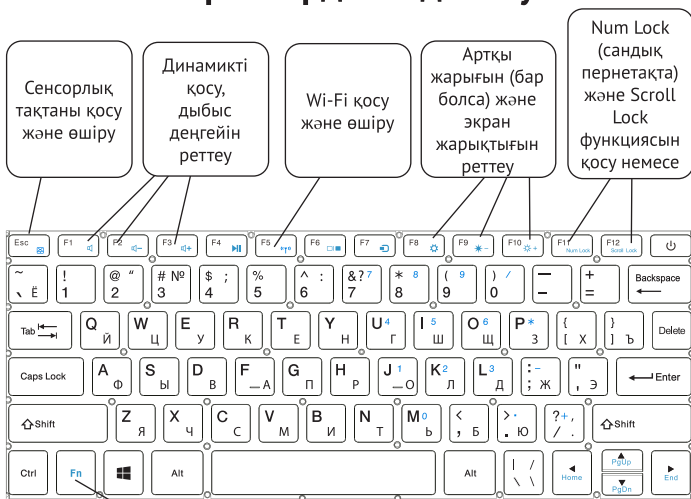 Сенсорлық
тақтаны қосу
және өшіру
Динамикті
қосу,
дыбыс
деңгейін
реттеу
Wi-Fi қосу
және өшіру
Артқы
жарығын (бар
болса) және
экран
жарықтығын
реттеу
Num Lock
(сандық
пернетақта)
және Scroll
Lock
функциясын
қосу немесе
Esc F1 F2 F3 F4 F5 F6 F7 F8 F9 F10 F11 Num Lock F12 Scroll Lock
~ ` Ё ! 1 @ " 2 # № 3 $ ; 4 % 5 ^ : 6 &? 7 7 * 8 8 ( 9 9 ) / 0 — – + = Backspace
Tab Q Й W Ц E У R К T Е Y Н U 4 Г I 5 Ш O 6 Щ P * З { [ Х } ] Ъ Delete
Caps Lock A Ф S Ы D В F А G П H Р J 1 О K 2 Л L 3 Д : – ; Ж " , Э Enter
Shift Z Я X Ч C С V М B И N Т M 0 Ь < , Б > · . Ю ? + , / . Shift
Ctrl Fn Alt Alt | / \ \ Home PgUp PgDn End